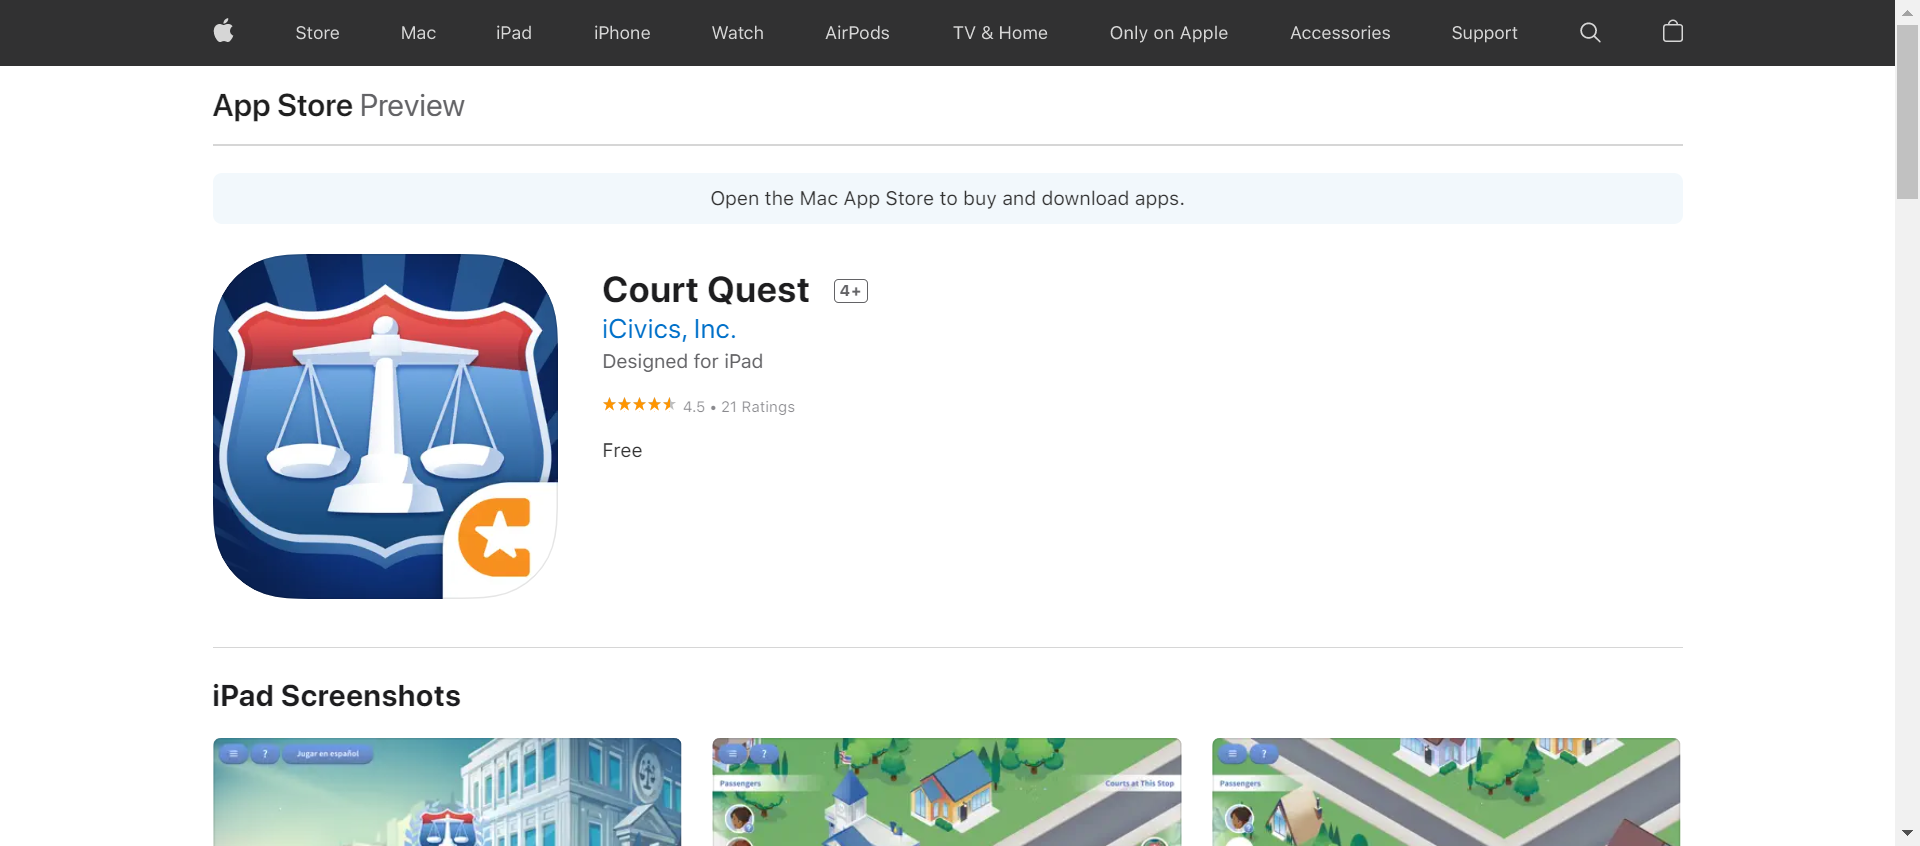 Store Mac iPad iPhone Watch AirPods TV & Home Only on Apple Accessories Support
App Store Preview
Open the Mac App Store to buy and download apps.
Court Quest 4+
iCivics, Inc.
Designed for iPad
4.5 • 21 Ratings
Free
iPad Screenshots
? Jugar en español
?
?
Passengers
Courts at This Stop
Passengers